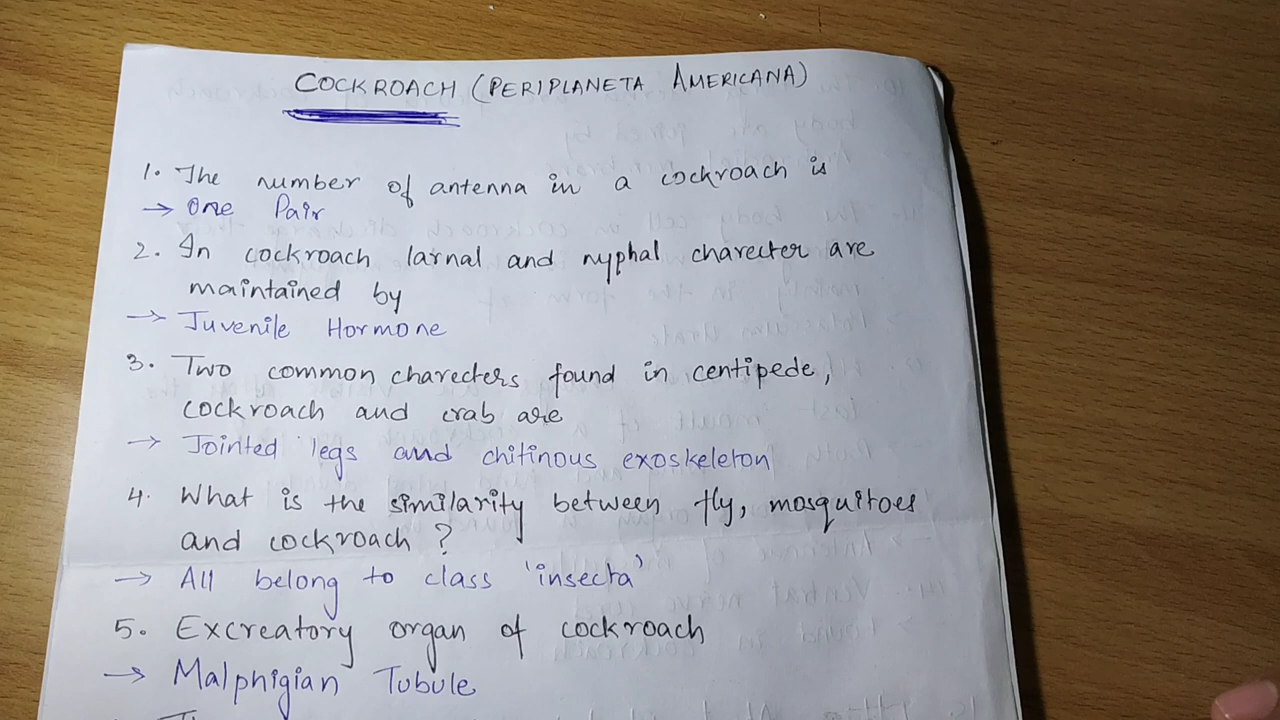 COCKROACH (PERIPLANETA AMERICANA)
1. The number of antenna in a cockroach is
→ One Pair
2. In cockroach larnal and nyphal charecter are
maintained by
→ Juvenile Hormone
3. Two common charecters found in centipede,
cockroach and crab are
→ Jointed legs and chitinous exoskeleton
4. What is the similarity between fly, mosquitoes
and cockroach ?
→ All belong to class 'insecta'
5. Excreatory organ of cockroach
→ Malphigian Tubule